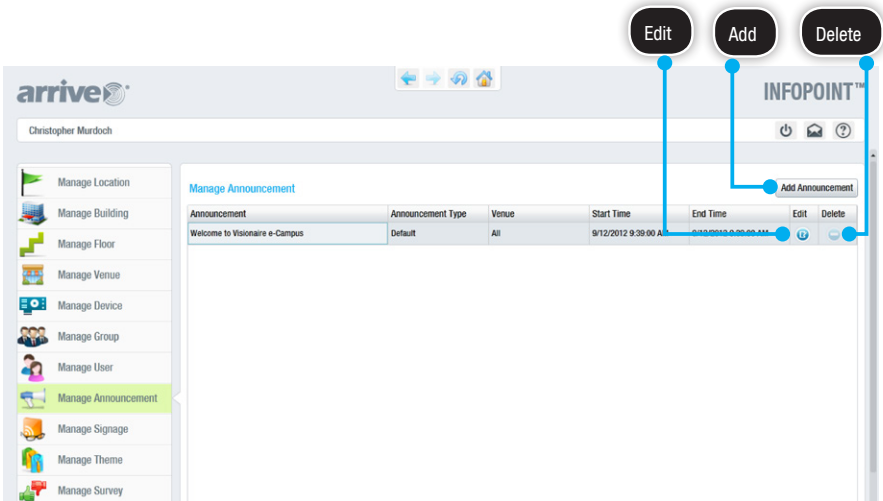 Edit Add Delete
arrive
INFOPOINT™
Christopher Murdoch
Manage Location
Manage Building
Manage Floor
Manage Venue
Manage Device
Manage Group
Manage User
Manage Announcement
Manage Signage
Manage Theme
Manage Survey
Manage Announcement Add Announcement
Announcement Announcement Type Venue Start Time End Time Edit Delete
Welcome to Visionaire e-Campus Default All 9/12/2012 9:39:00 AM